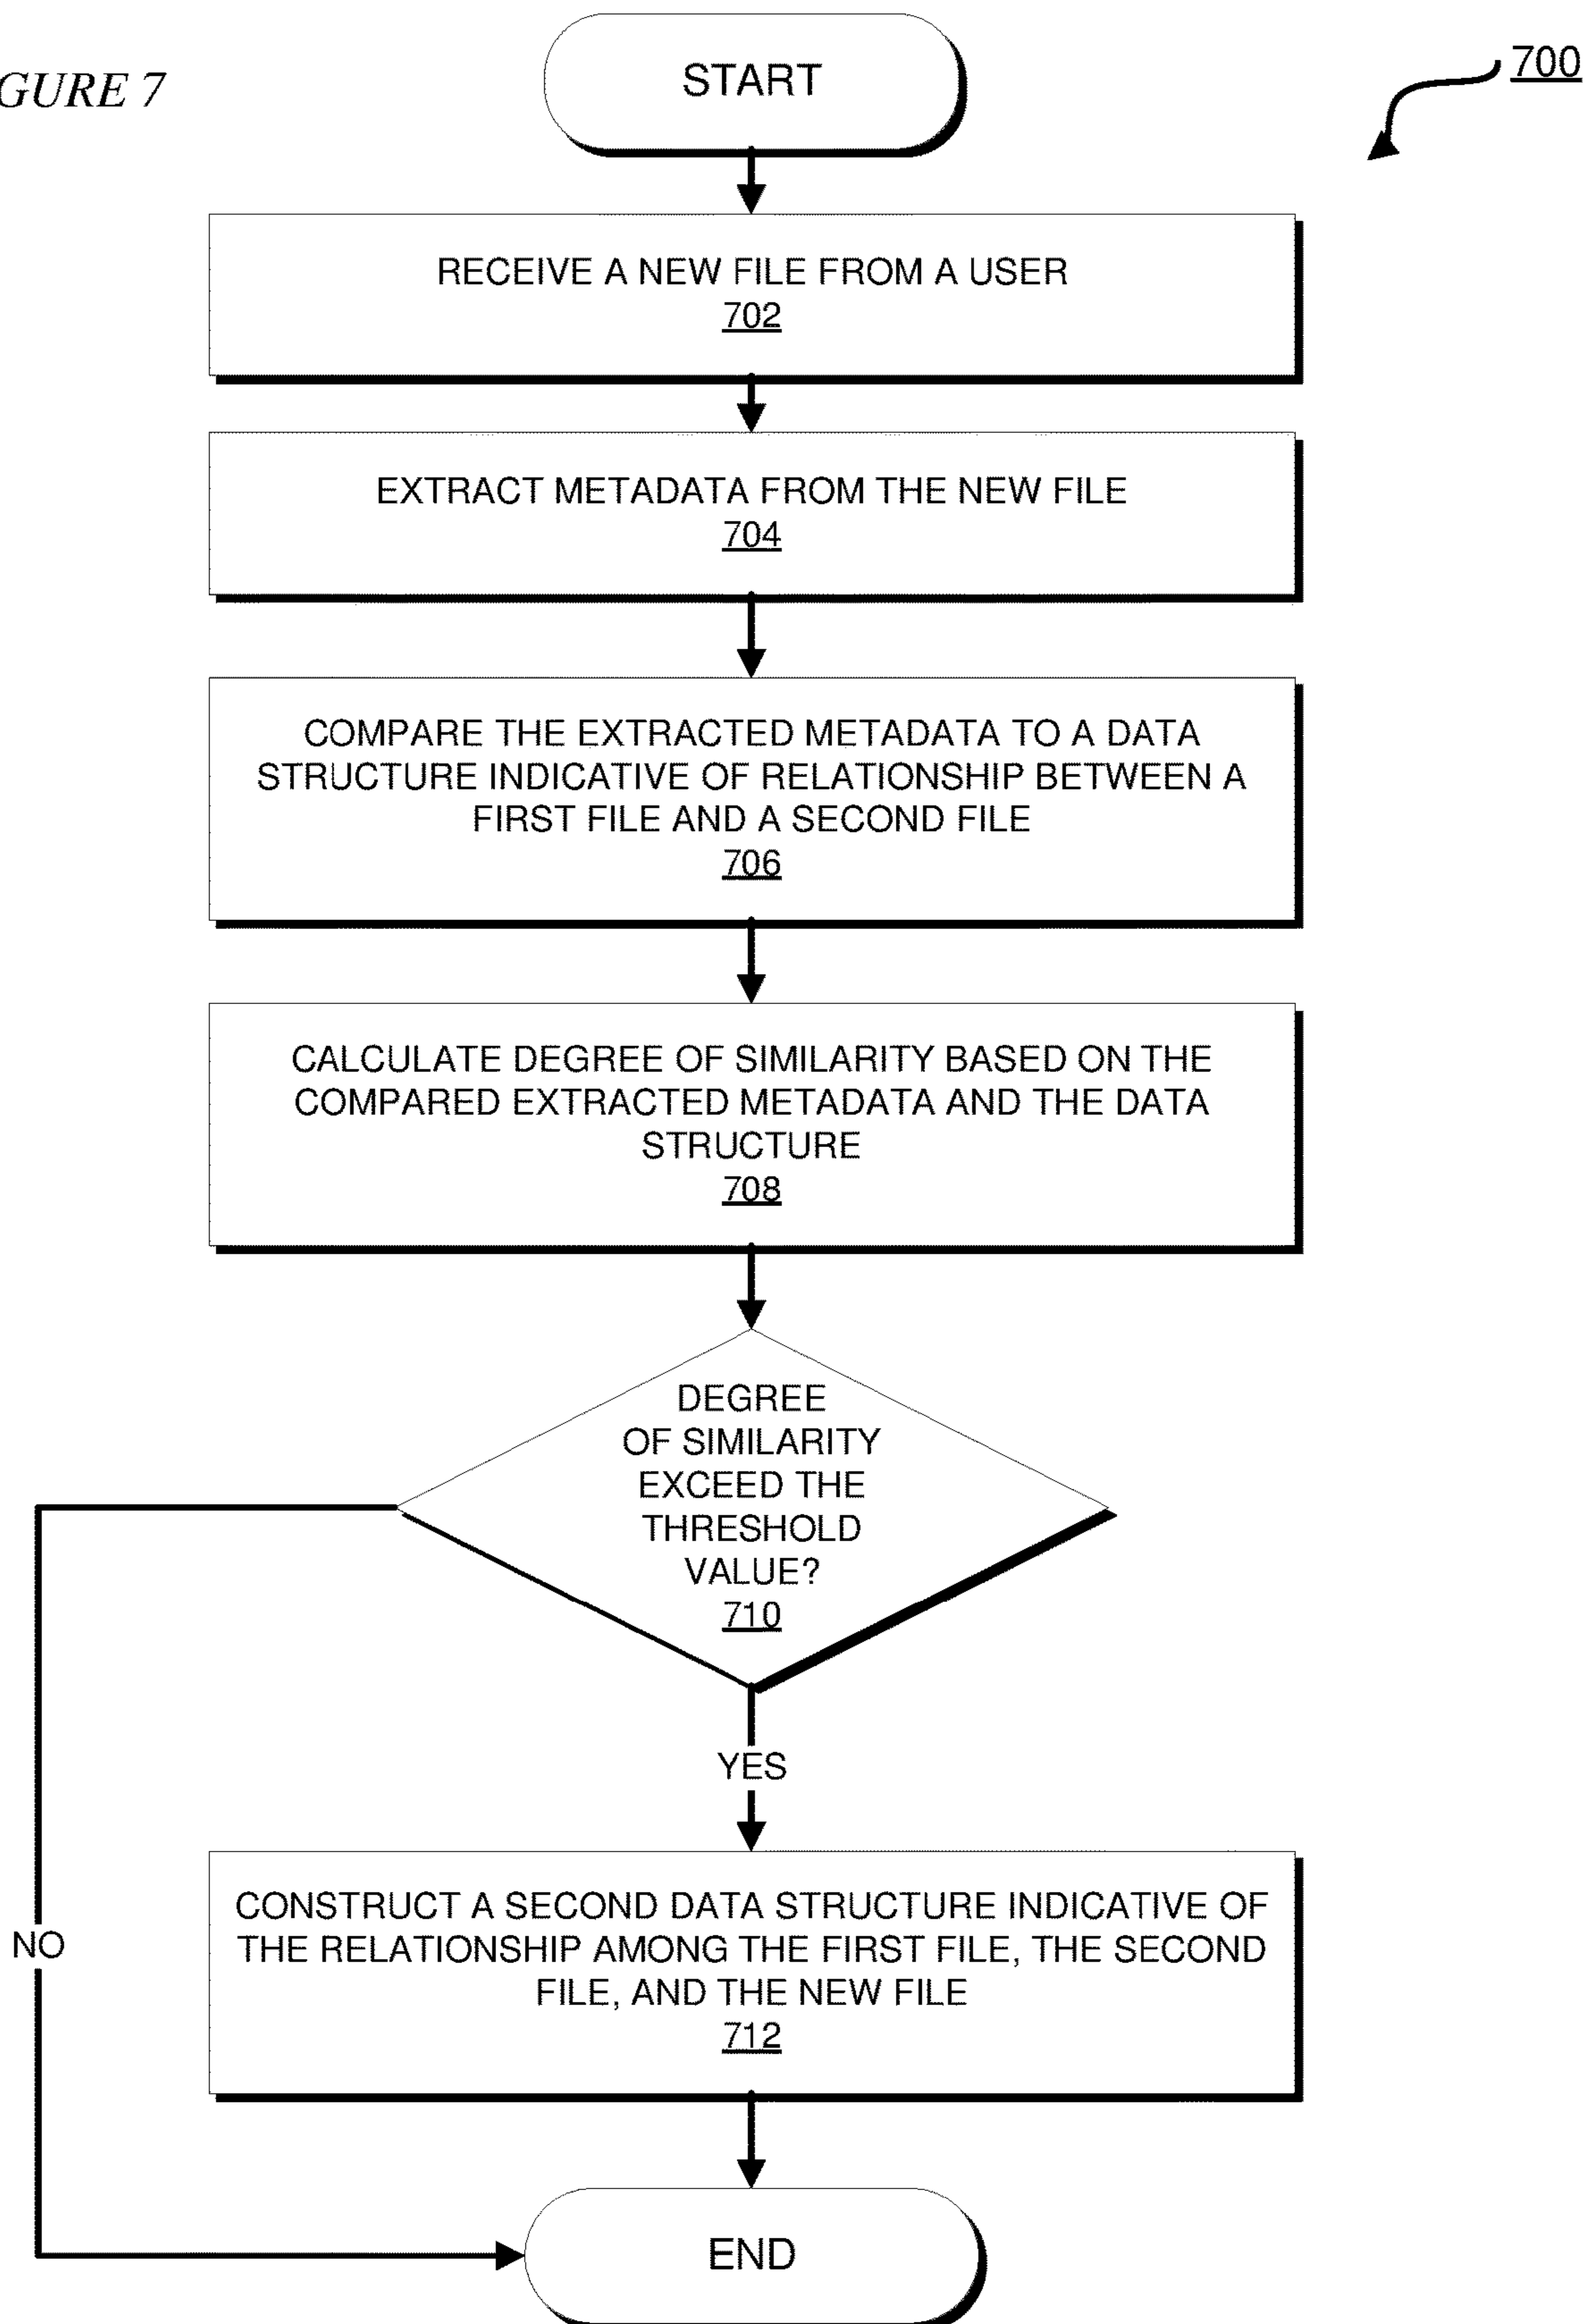 GURE 7
START
700
RECEIVE A NEW FILE FROM A USER
702
EXTRACT METADATA FROM THE NEW FILE
704
COMPARE THE EXTRACTED METADATA TO A DATA
STRUCTURE INDICATIVE OF RELATIONSHIP BETWEEN A
FIRST FILE AND A SECOND FILE
706
CALCULATE DEGREE OF SIMILARITY BASED ON THE
COMPARED EXTRACTED METADATA AND THE DATA
STRUCTURE
708
DEGREE
OF SIMILARITY
EXCEED THE
THRESHOLD
VALUE?
710
YES
CONSTRUCT A SECOND DATA STRUCTURE INDICATIVE OF
THE RELATIONSHIP AMONG THE FIRST FILE, THE SECOND
FILE, AND THE NEW FILE
712
NO
END